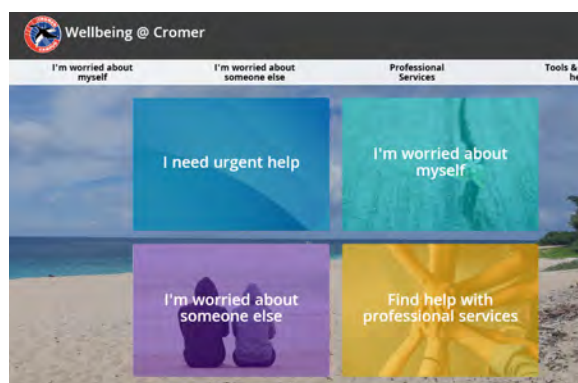 Wellbeing @ Cromer
I'm worried about
myself
I'm worried about
someone else
Professional
Services
Tools &
I need urgent help
I'm worried about
myself
I'm worried about
someone else
Find help with
professional services